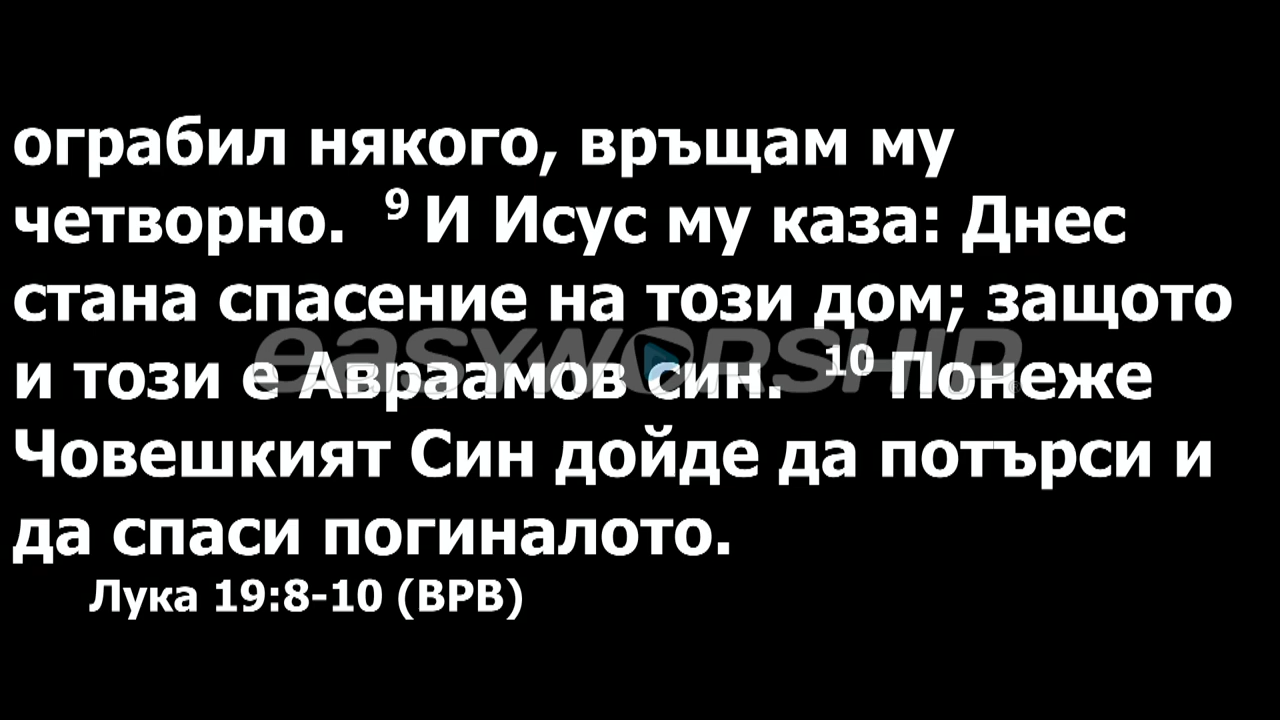 ограбил някого, връщам му
четворно. 9 И Исус му каза: Днес
стана спасение на този дом; защото
и този е Авраамов син. 10 Понеже
Човешкият Син дойде да потърси и
да спаси погиналото.
Лука 19:8-10 (ВРВ)
easyworship